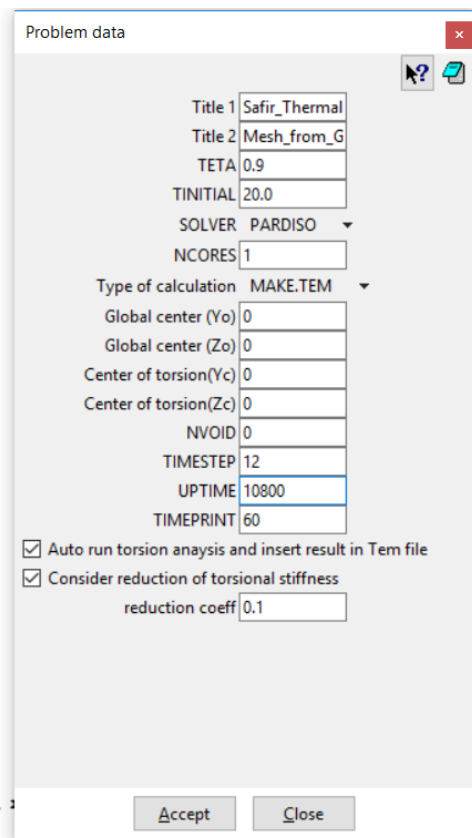 Problem data
Title 1 Safir_Thermal
Title 2 Mesh_from_G
TETA 0.9
TINITIAL 20.0
SOLVER PARDISO
NCORES 1
Type of calculation MAKE.TEM
Global center (Yo) 0
Global center (Zo) 0
Center of torsion(Yc) 0
Center of torsion(Zc) 0
NVOID 0
TIMESTEP 12
UPTIME 10800
TIMEPRINT 60
Auto run torsion anaysis and insert result in Tem file
Consider reduction of torsional stiffness
reduction coeff 0.1
Accept Close